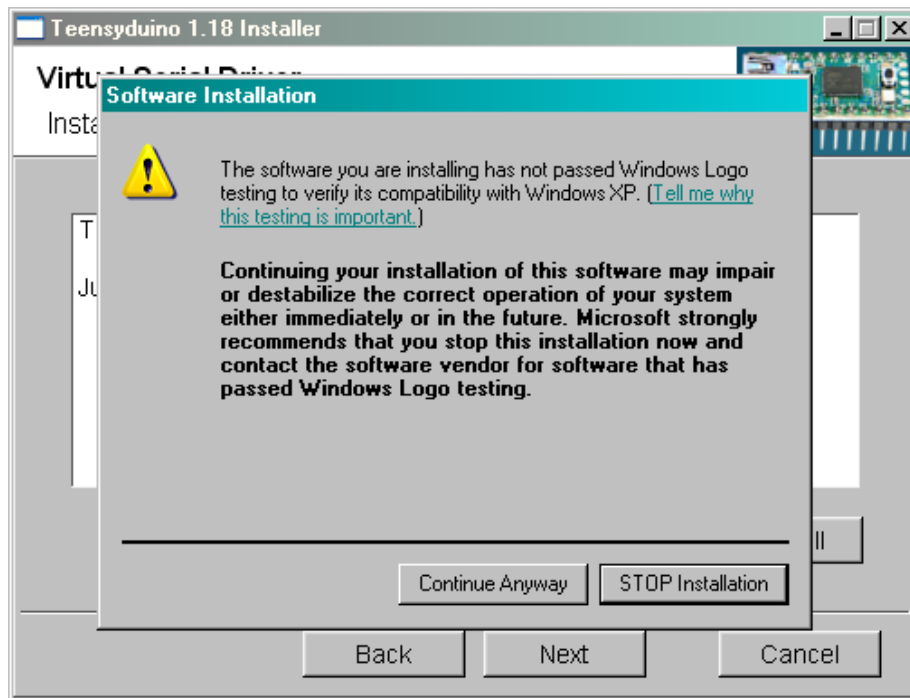 Teensyduino 1.18 Installer
Software Installation
The software you are installing has not passed Windows Logo
testing to verify its compatibility with Windows XP. (Tell me why
this testing is important.)
Continuing your installation of this software may impair
or destabilize the correct operation of your system
either immediately or in the future. Microsoft strongly
recommends that you stop this installation now and
contact the software vendor for software that has
passed Windows Logo testing.
Continue Anyway STOP Installation
Back Next Cancel